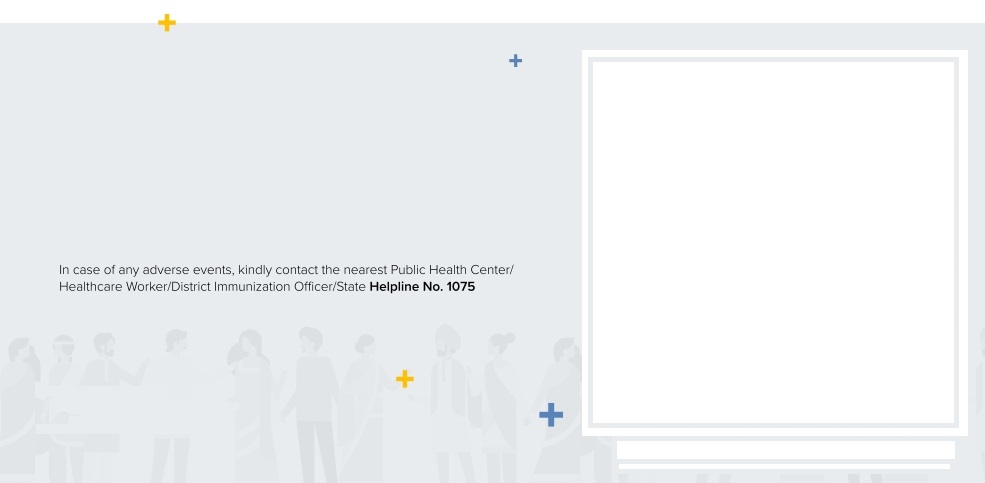 In case of any adverse events, kindly contact the nearest Public Health Center/
Healthcare Worker/District Immunization Officer/State Helpline No. 1075